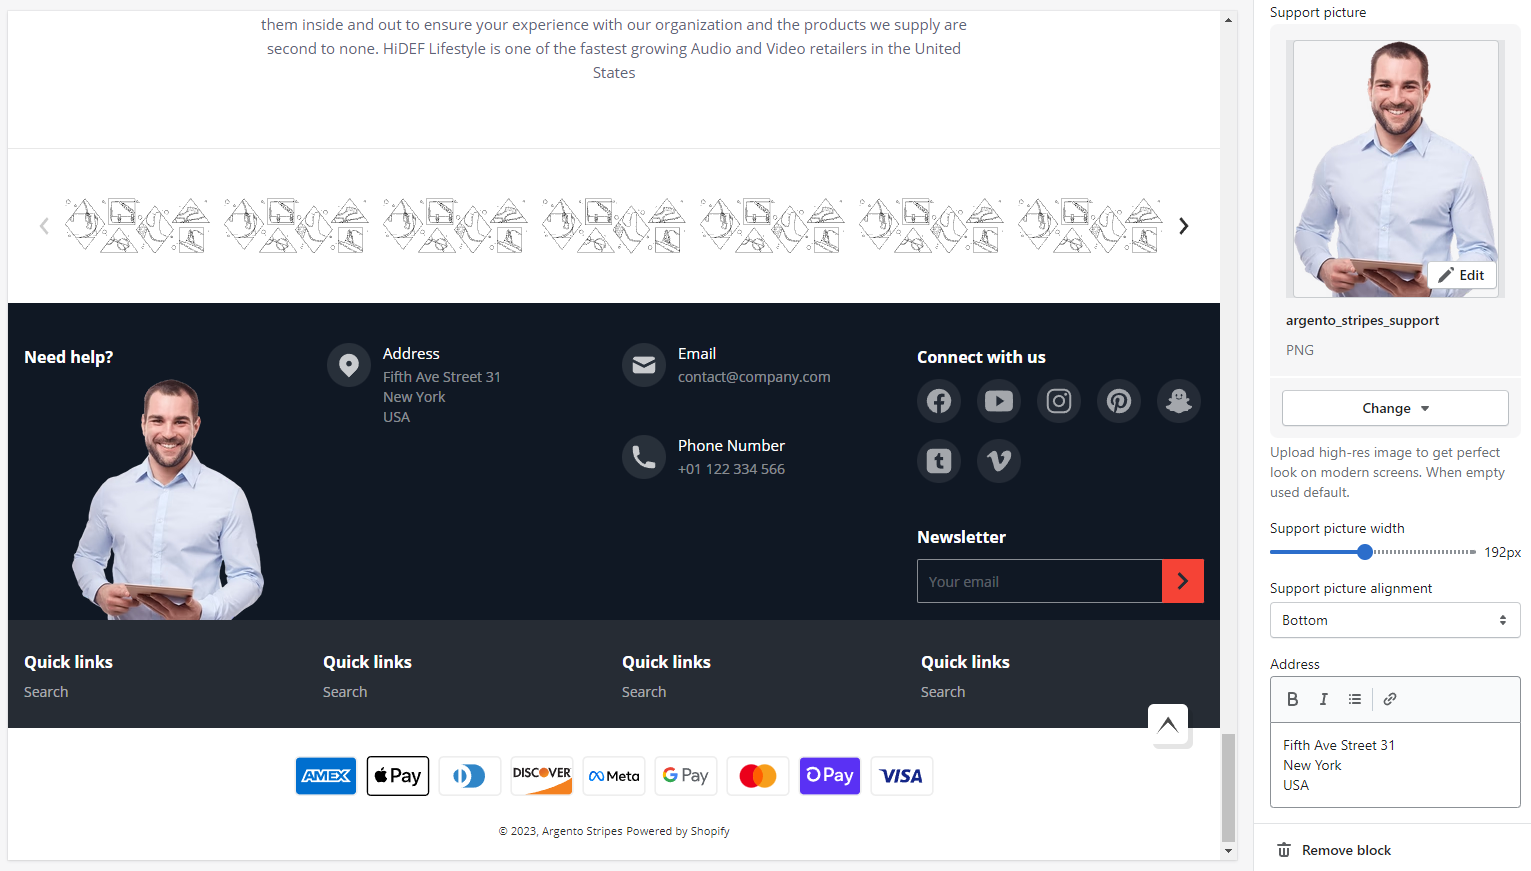 them inside and out to ensure your experience with our organization and the products we supply are
second to none. HiDEF Lifestyle is one of the fastest growing Audio and Video retailers in the United
States
Need help?
Address
Fifth Ave Street 31
New York
USA
Email
contact@company.com
Phone Number
+01 122 334 566
Connect with us
Newsletter
Your email
Quick links
Search
Quick links
Search
Quick links
Search
Quick links
Search
AMEX
Pay
DISCOVER
Meta
G Pay
Pay
VISA
© 2023, Argento Stripes Powered by Shopify
Support picture
Edit
argento_stripes_support
PNG
Change
Upload high-res image to get perfect
look on modern screens. When empty
used default.
Support picture width
192px
Support picture alignment
Bottom
Address
B I
Fifth Ave Street 31
New York
USA
Remove block